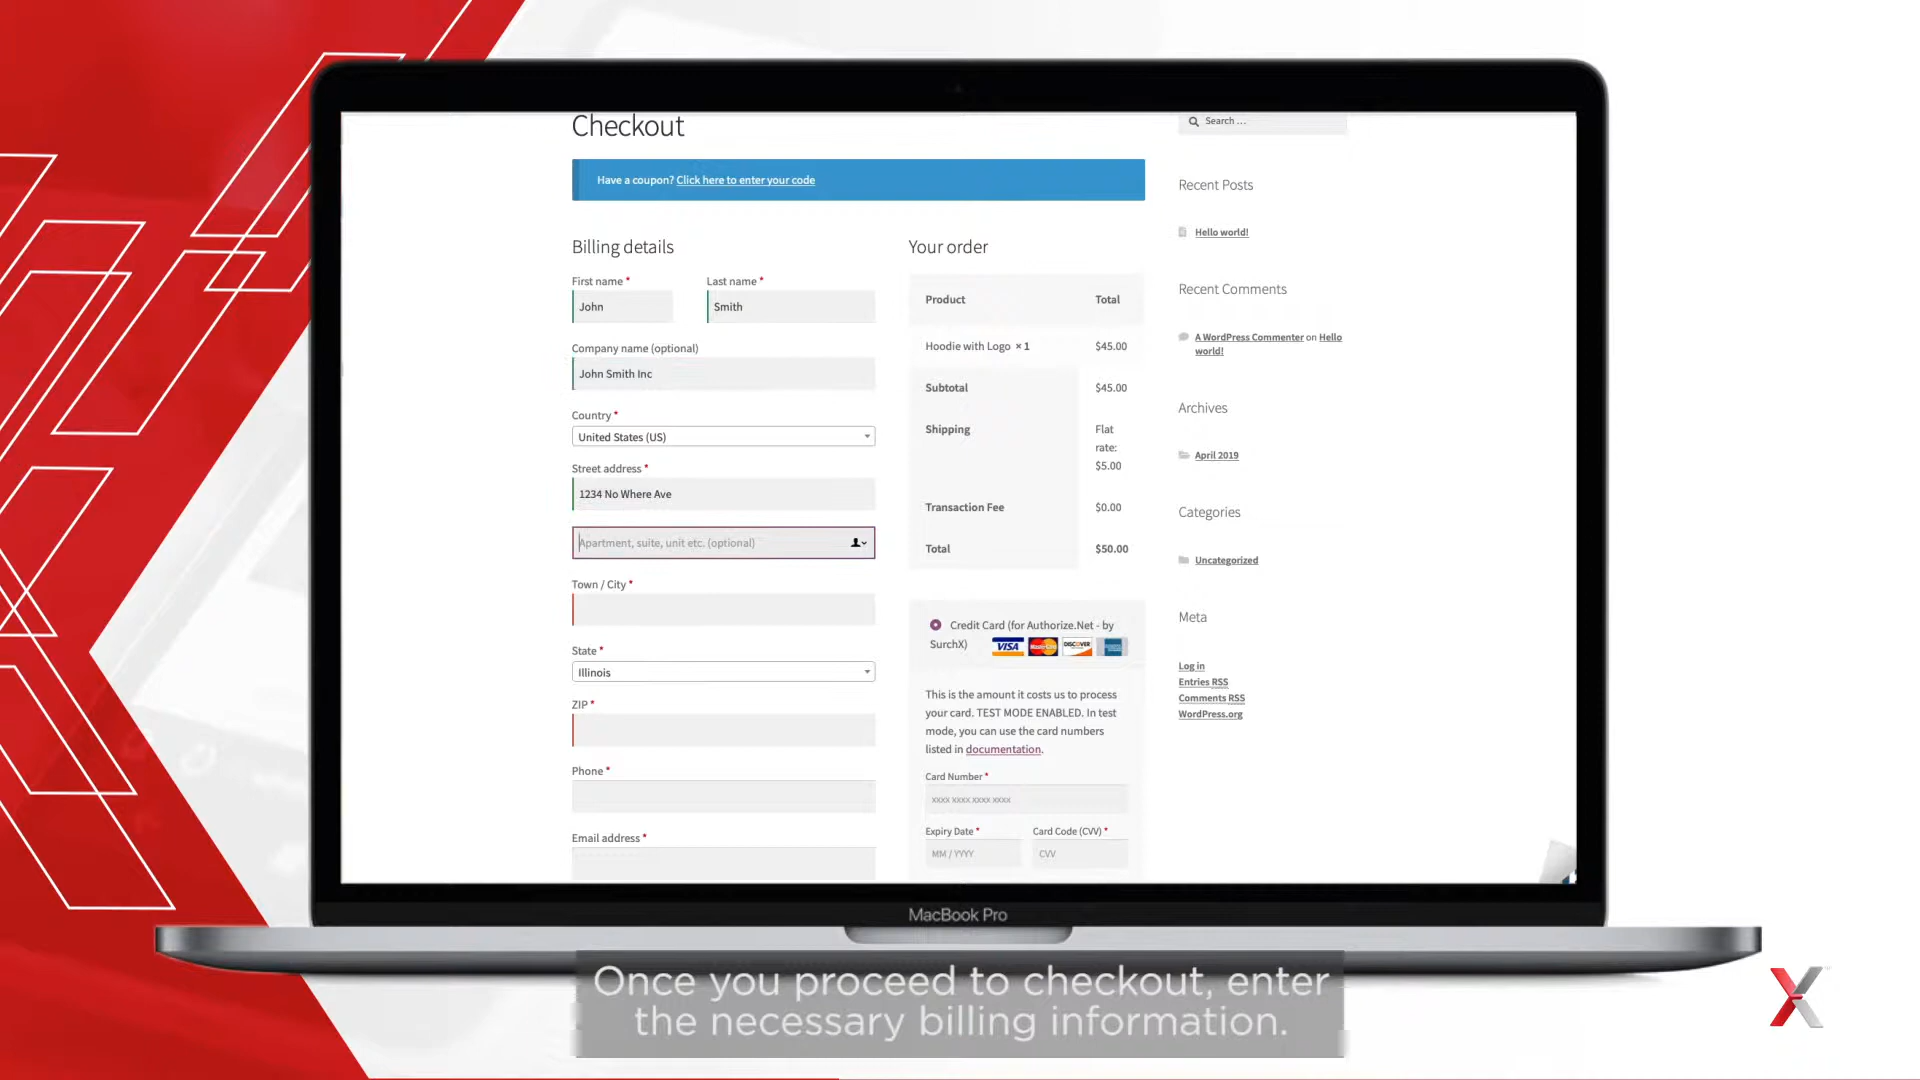 Checkout
Search ...
Have a coupon? Click here to enter your code
Billing details
First name *
Last name *
John
Smith
Company name (optional)
John Smith Inc
Country *
United States (US)
Street address *
1234 No Where Ave
Apartment, suite, unit etc. (optional)
Town / City *
State *
Illinois
ZIP *
Phone *
Email address *
Your order
Product
Total
Hoodie with Logo × 1
$45.00
Subtotal
$45.00
Shipping
Flat
rate:
$5.00
Transaction Fee
$0.00
Total
$50.00
Credit Card (for Authorize.Net - by
SurchX)
VISA
MasterCard
DISCOVER
This is the amount it costs us to process
your card. TEST MODE ENABLED. In test
mode, you can use the card numbers
listed in documentation.
Card Number *
xxxx xxxx xxxx xxxx
Expiry Date *
Card Code (CVV) *
MM / YYYY
CVV
Recent Posts
Hello world!
Recent Comments
A WordPress Commenter on Hello
world!
Archives
April 2019
Categories
Uncategorized
Meta
Log in
Entries RSS
Comments RSS
WordPress.org
MacBook Pro
Once you proceed to checkout, enter
the necessary billing information.